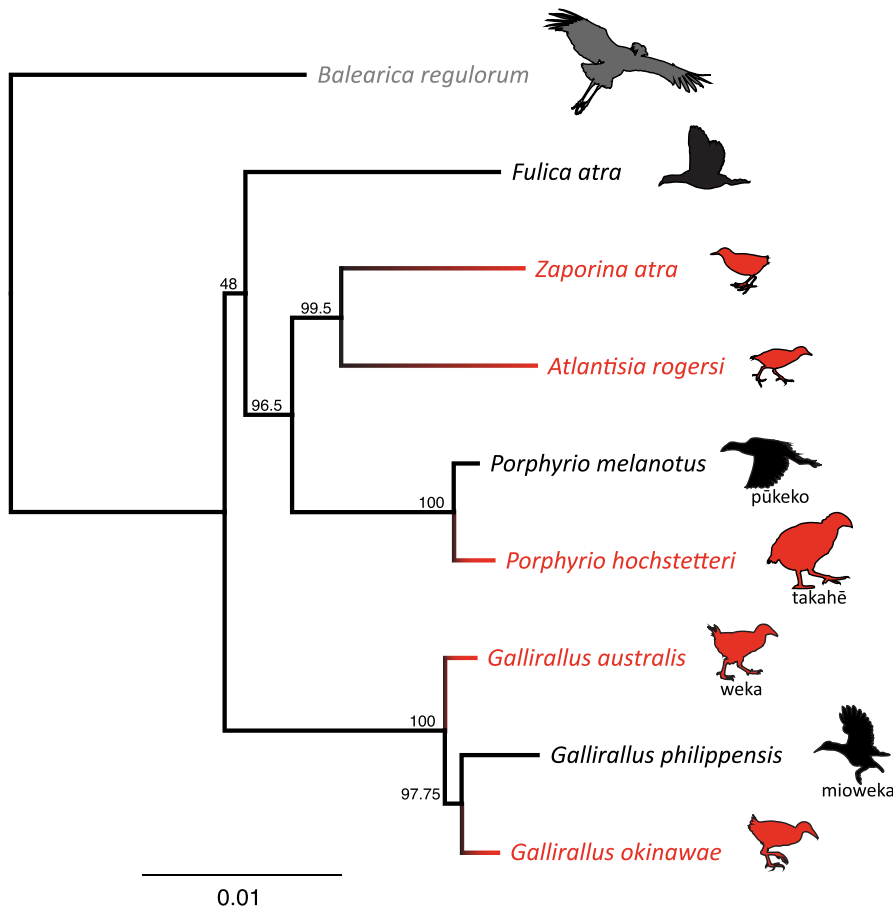 Balearica regulorum
Fulica atra
48
Zaporina atra
99.5
Atlantisia rogersi
96.5
Porphyrio melanotus
pūkeko
100
Porphyrio hochstetteri
takahē
Gallirallus australis
weka
100
Gallirallus philippensis
mioweka
97.75
Gallirallus okinawae
0.01